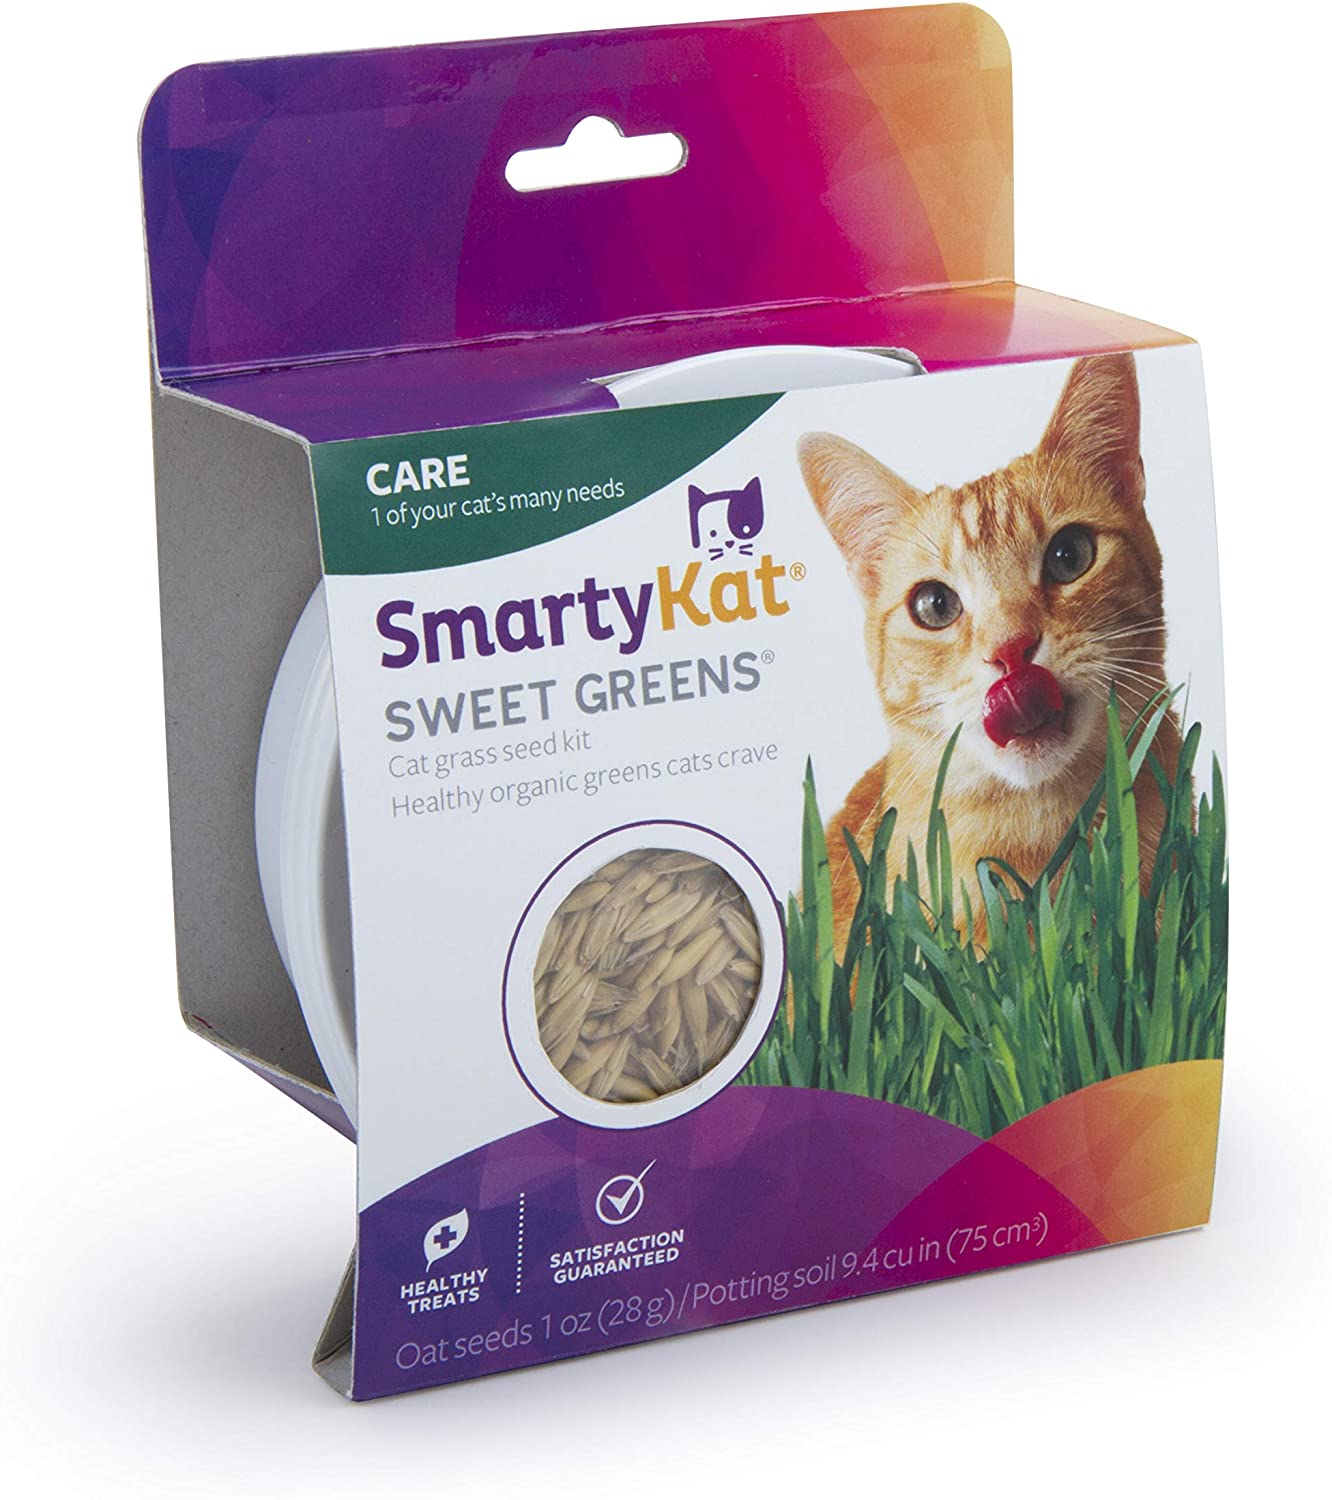 CARE
1 of your cat's many needs
SmartyKat®
SWEET GREENS®
Cat grass seed kit
Healthy organic greens cats crave
HEALTHY
TREATS
SATISFACTION
GUARANTEED
Oat seeds 1 oz (28 g)/Potting soil 9.4 cu in (75 cm³)